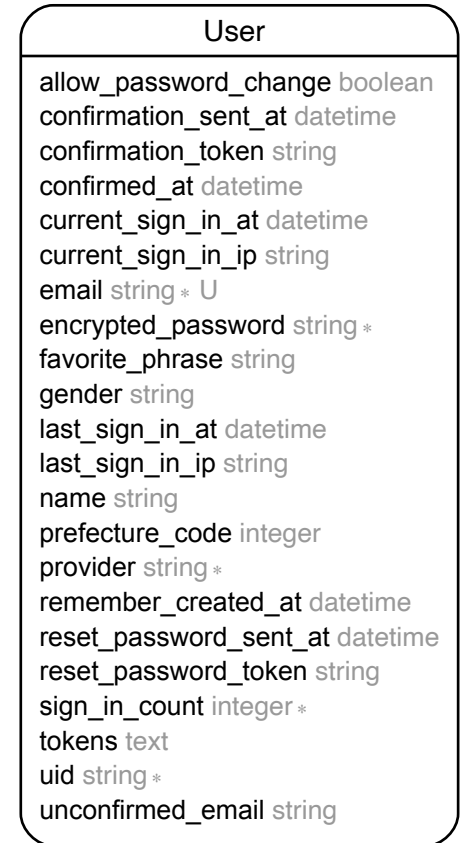 User
allow_password_change boolean
confirmation_sent_at datetime
confirmation_token string
confirmed_at datetime
current_sign_in_at datetime
current_sign_in_ip string
email string * U
encrypted_password string *
favorite_phrase string
gender string
last_sign_in_at datetime
last_sign_in_ip string
name string
prefecture_code integer
provider string *
remember_created_at datetime
reset_password_sent_at datetime
reset_password_token string
sign_in_count integer *
tokens text
uid string *
unconfirmed_email string